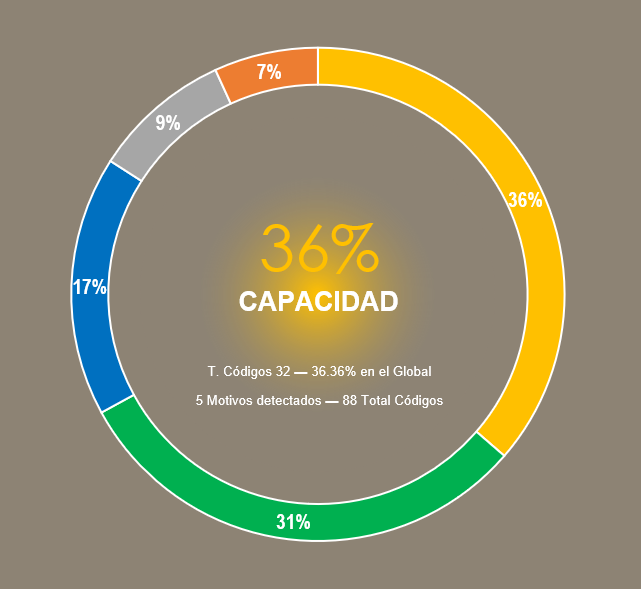 7%
9%
36%
36%
CAPACIDAD
17%
T. Códigos 32 — 36.36% en el Global
5 Motivos detectados — 88 Total Códigos
31%